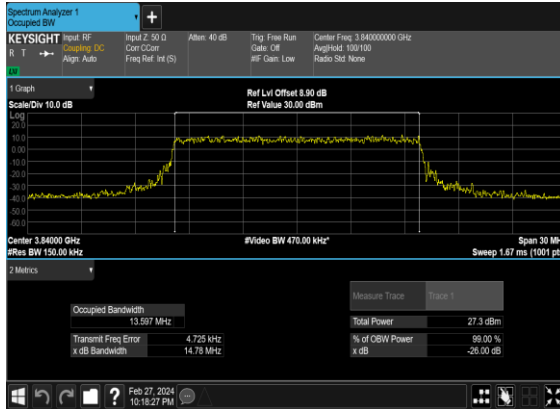 Spectrum Analyzer 1
Occupied BW
KEYSIGHT Input: RF Input Z: 50 Ω Atten: 40 dB Trig: Free Run Center Freq: 3.840000000 GHz
R T Coupling: DC Corr CCorr Gate: Off Avg|Hold: 100/100
Align: Auto Freq Ref: Int (S) #IF Gain: Low Radio Std: None
LXI
1 Graph
Ref Lvl Offset 8.90 dB
Scale/Div 10.0 dB Ref Value 30.00 dBm
Log
20.0
10.0
0.00
-10.0
-20.0
-30.0
-40.0
-50.0
-60.0
Center 3.84000 GHz #Video BW 470.00 kHz* Span 30 MH
#Res BW 150.00 kHz Sweep 1.67 ms (1001 pt
2 Metrics
Measure Trace Trace 1
Occupied Bandwidth
13.597 MHz Total Power 27.3 dBm
Transmit Freq Error 4.725 kHz % of OBW Power 99.00 %
x dB Bandwidth 14.78 MHz x dB -26.00 dB
Feb 27, 2024
10:18:27 PM